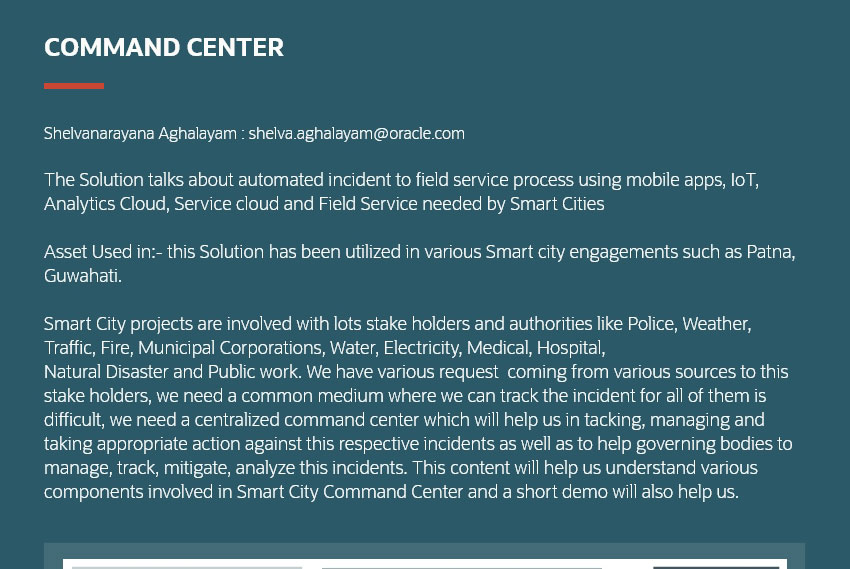 COMMAND CENTER
Shelvanarayana Aghalayam : shelva.aghalayam@oracle.com
The Solution talks about automated incident to field service process using mobile apps, IoT,
Analytics Cloud, Service cloud and Field Service needed by Smart Cities
Asset Used in:- this Solution has been utilized in various Smart city engagements such as Patna,
Guwahati.
Smart City projects are involved with lots stake holders and authorities like Police, Weather,
Traffic, Fire, Municipal Corporations, Water, Electricity, Medical, Hospital,
Natural Disaster and Public work. We have various request  coming from various sources to this
stake holders, we need a common medium where we can track the incident for all of them is
difficult, we need a centralized command center which will help us in tacking, managing and
taking appropriate action against this respective incidents as well as to help governing bodies to
manage, track, mitigate, analyze this incidents. This content will help us understand various
components involved in Smart City Command Center and a short demo will also help us.